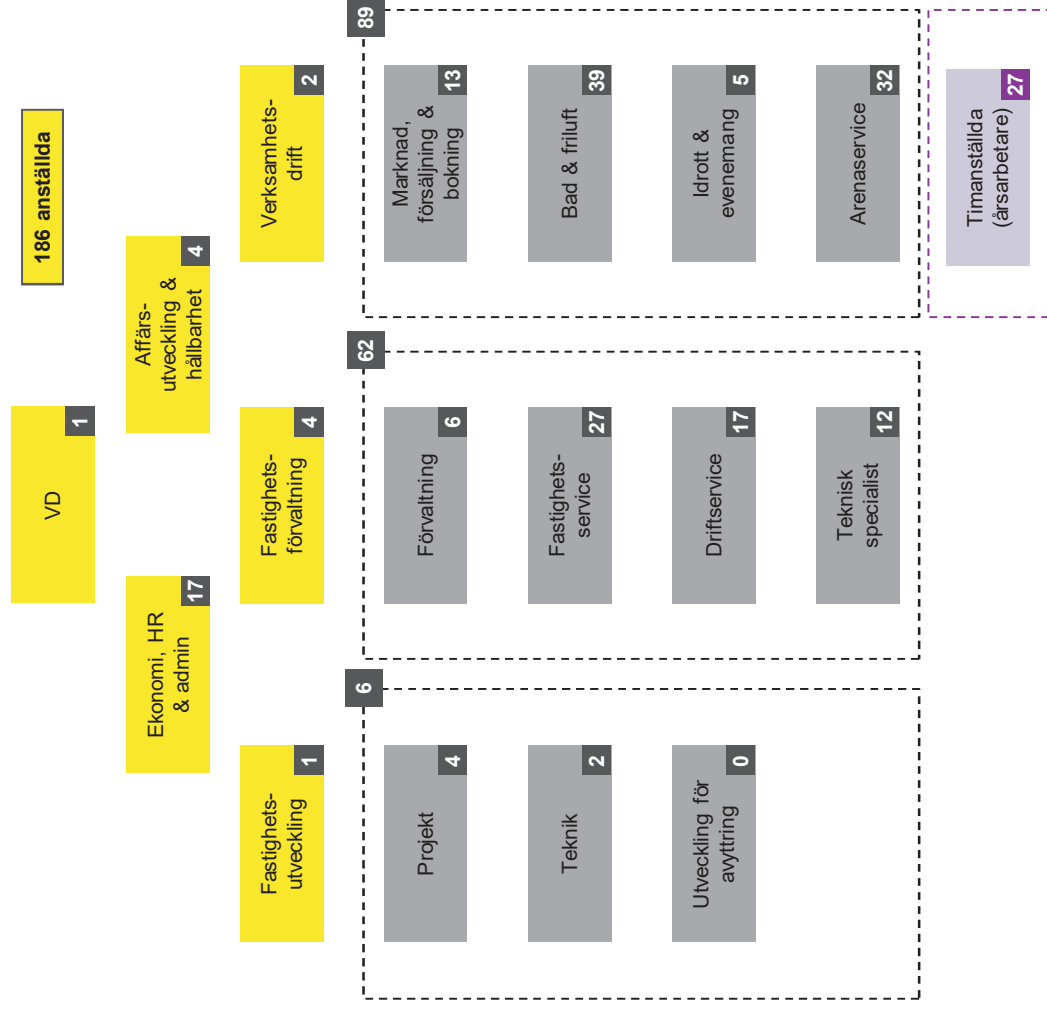 186 anställda
VD
1
Ekonomi, HR
& admin
17
Affärs-
utveckling &
hållbarhet
4
Fastighets-
utveckling
1
Fastighets-
förvaltning
4
Verksamhets-
drift
2
6
Projekt
4
Teknik
2
Utveckling för
avyttring
0
62
Förvaltning
6
Fastighets-
service
27
Driftservice
17
Teknisk
specialist
12
89
Marknad,
försäljning &
bokning
13
Bad & friluft
39
Idrott &
evenemang
5
Arenaservice
32
Timanställda
(årsarbetare)
27